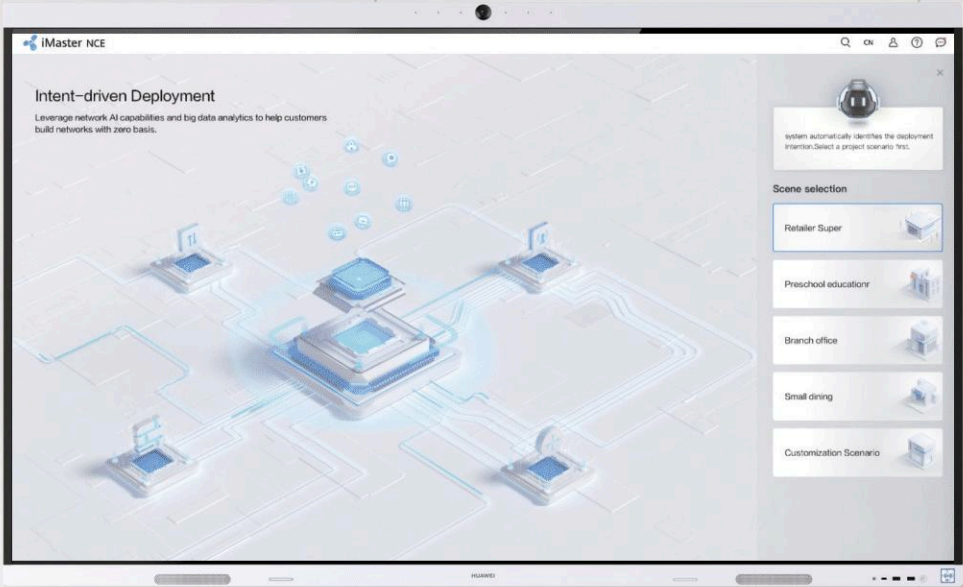 iMaster NCE
CN
Intent-driven Deployment
Leverage network AI capabilities and big data analytics to help customers
build networks with zero basis.
system automatically identifies the deployment
intention.Select a project scenario first.
Scene selection
Retailer Super
Preschool educationr
Branch office
Small dining
Customization Scenario
HUAWEI